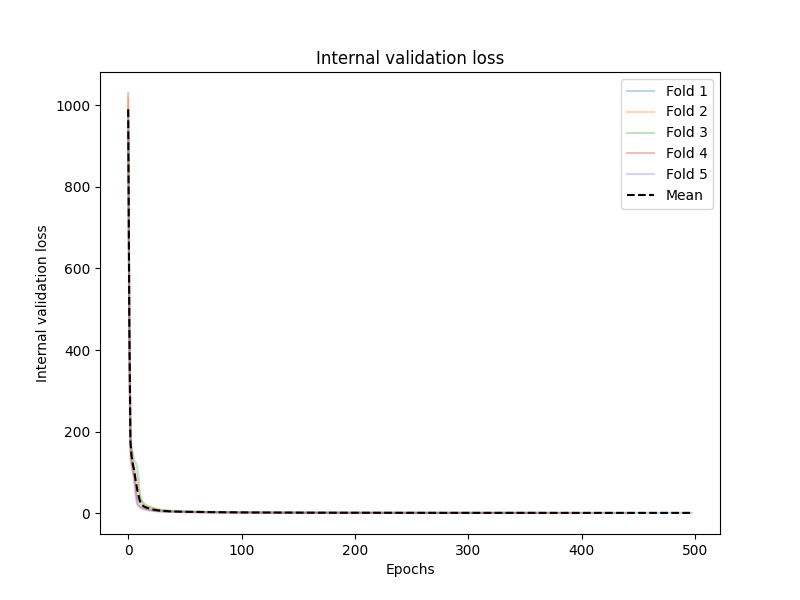 Internal validation loss
Fold 1
Fold 2
Fold 3
Fold 4
Fold 5
Mean
Internal validation loss
1000
800
600
400
200
0
0 100 200 300 400 500
Epochs